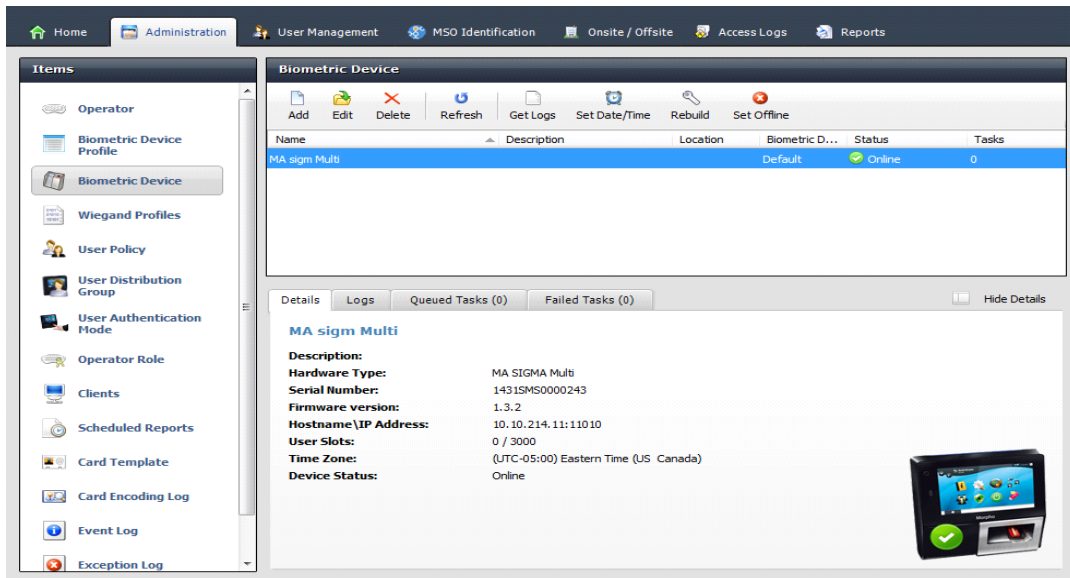 Home Administration User Management MSO Identification Onsite / Offsite Access Logs Reports
Items
Operator
Biometric Device
Profile
Biometric Device
Wiegand Profiles
User Policy
User Distribution
Group
User Authentication
Mode
Operator Role
Clients
Scheduled Reports
Card Template
Card Encoding Log
Event Log
Exception Log
Biometric Device
Add Edit Delete Refresh Get Logs Set Date/Time Rebuild Set Offline
Name Description Location Biometric D... Status Tasks
MA sigm Multi Default Online 0
Details Logs Queued Tasks (0) Failed Tasks (0) Hide Details
MA sigm Multi
Description:
Hardware Type: MA SIGMA Multi
Serial Number: 1431SMS0000243
Firmware version: 1.3.2
Hostname\IP Address: 10.10.214.11:11010
User Slots: 0 / 3000
Time Zone: (UTC-05:00) Eastern Time (US Canada)
Device Status: Online
Morpho